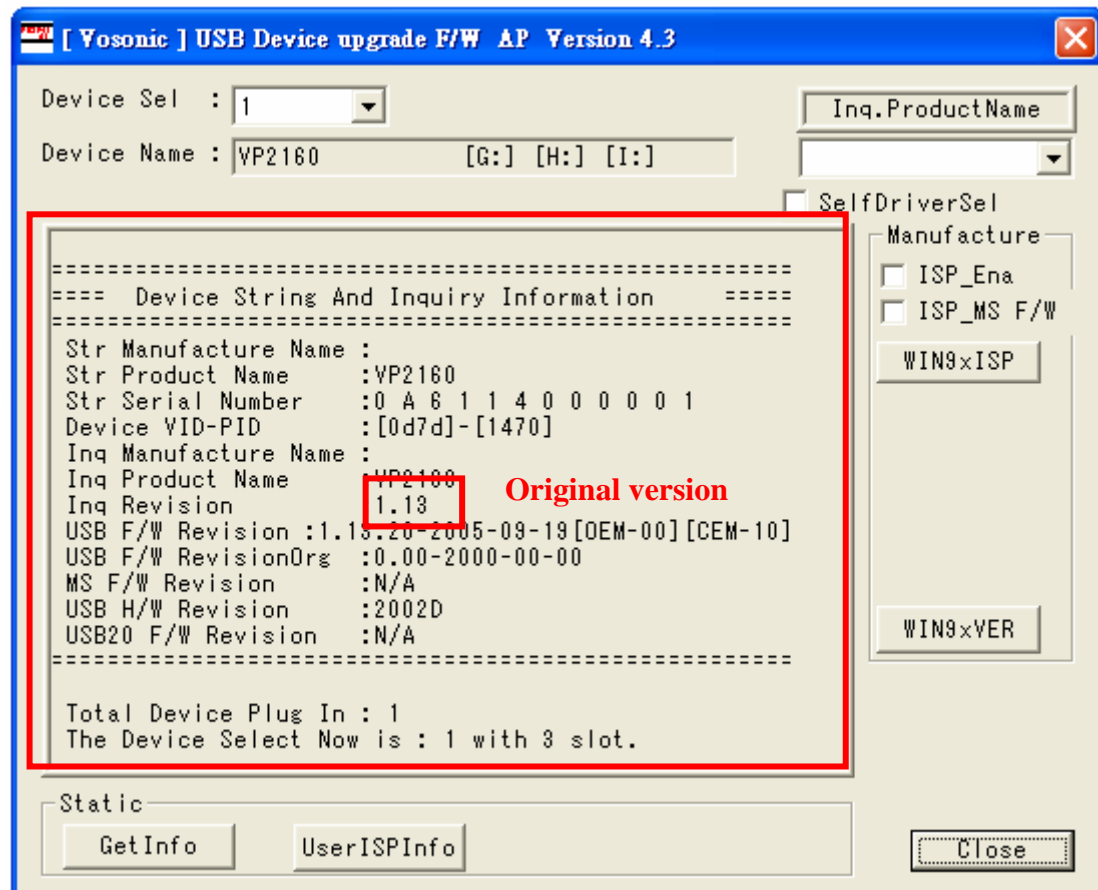 [ Vosonic ] USB Device upgrade F/W AP Version 4.3
Device Sel : 1
Inq.ProductName
Device Name : VP2160 [G:] [H:] [I:]
SelfDriverSel
Manufacture
ISP_Ena
ISP_MS F/W
WIN9xISP
WIN9xVER
=====================================================
==== Device String And Inquiry Information =====
=====================================================
Str Manufacture Name :
Str Product Name :VP2160
Str Serial Number :0 A 6 1 1 4 0 0 0 0 0 1
Device VID-PID :[0d7d]-[1470]
Inq Manufacture Name :
Inq Product Name :VP2160
Inq Revision 1.13
Original version
USB F/W Revision :1.13.20-2005-09-19[OEM-00][CEM-10]
USB F/W RevisionOrg :0.00-2000-00-00
MS F/W Revision :N/A
USB H/W Revision :2002D
USB20 F/W Revision :N/A
=====================================================
Total Device Plug In : 1
The Device Select Now is : 1 with 3 slot.
Static
GetInfo
UserISPInfo
Close